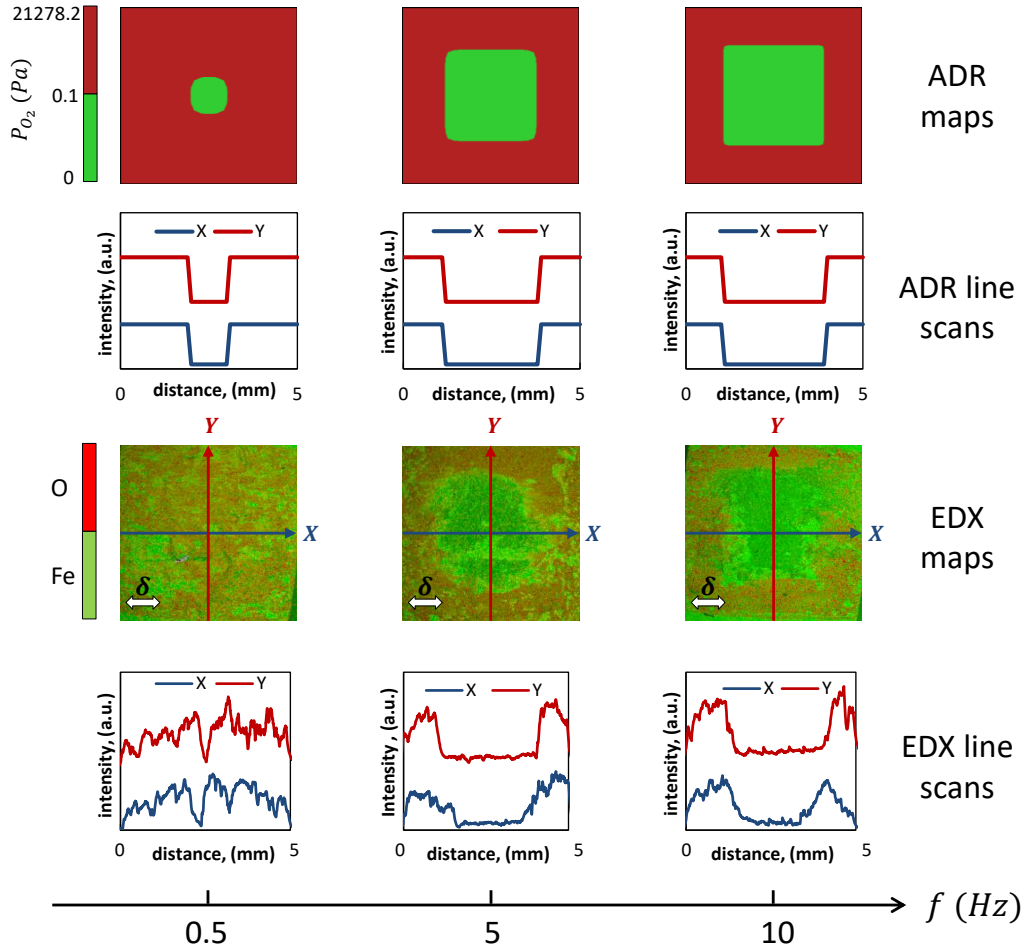 21278.2
0.1
0
P_{O_2} (Pa)
ADR
maps
X Y
intensity, (a.u.)
0 distance, (mm) 5
X Y
intensity, (a.u.)
0 distance, (mm) 5
X Y
intensity, (a.u.)
0 distance, (mm) 5
ADR line
scans
O
Fe
Y
X
δ
Y
X
δ
Y
X
δ
EDX
maps
X Y
intensity, (a.u.)
0 distance, (mm) 5
X Y
Intensity, (a.u.)
0 distance, (mm) 5
X Y
intensity, (a.u.)
0 distance, (mm) 5
EDX line
scans
0.5 5 10
f (Hz)